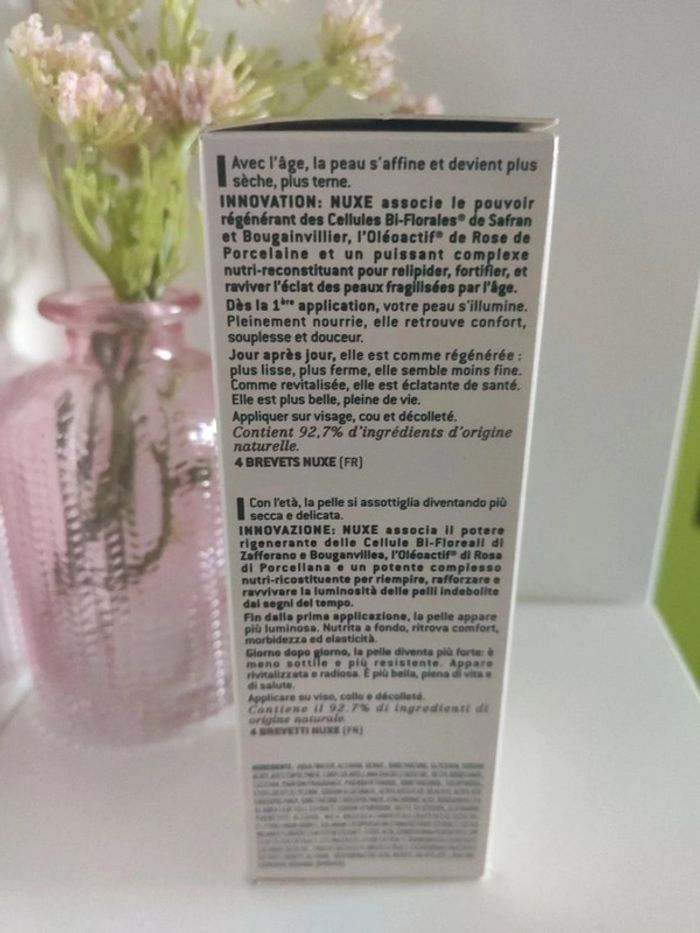 Avec l'âge, la peau s'affine et devient plus
sèche, plus terne.
INNOVATION: NUXE associe le pouvoir
régénérant des Cellules Bi-Florales® de Safran
et Bougainvillier, l'Oléoactif® de Rose de
Porcelaine et un puissant complexe
nutri-reconstituant pour relipider, fortifier, et
raviver l'éclat des peaux fragilisées par l'âge.
Dès la 1ère application, votre peau s'illumine.
Pleinement nourrie, elle retrouve confort,
souplesse et douceur.
Jour après jour, elle est comme régénérée :
plus lisse, plus ferme, elle semble moins fine.
Comme revitalisée, elle est éclatante de santé.
Elle est plus belle, pleine de vie.
Appliquer sur visage, cou et décolleté.
Contient 92,7% d'ingrédients d'origine
naturelle.
4 BREVETS NUXE (FR)
Con l'età, la pelle si assottiglia diventando più
secca e delicata.
INNOVAZIONE: NUXE associa il potere
rigenerante delle Cellule Bi-Floreali di
Zafferano e Bouganvillea, l'Oléoactif® di Rosa
di Porcellana e un potente complesso
nutri-ricostituente per riempire, rafforzare e
ravvivare la luminosità delle pelli indebolite
dai segni del tempo.
Fin dalla prima applicazione, la pelle appare
più luminosa. Nutrita a fondo, ritrova comfort,
morbidezza ed elasticità.
Giorno dopo giorno, la pelle diventa più forte: è
meno sottile e più resistente. Appare
rivitalizzata e radiosa. È più bella, piena di vita e
di salute.
Applicare su viso, collo e décolleté.
Contiene il 92.7% di ingredienti di
origine naturale.
4 BREVETTI NUXE (FR)